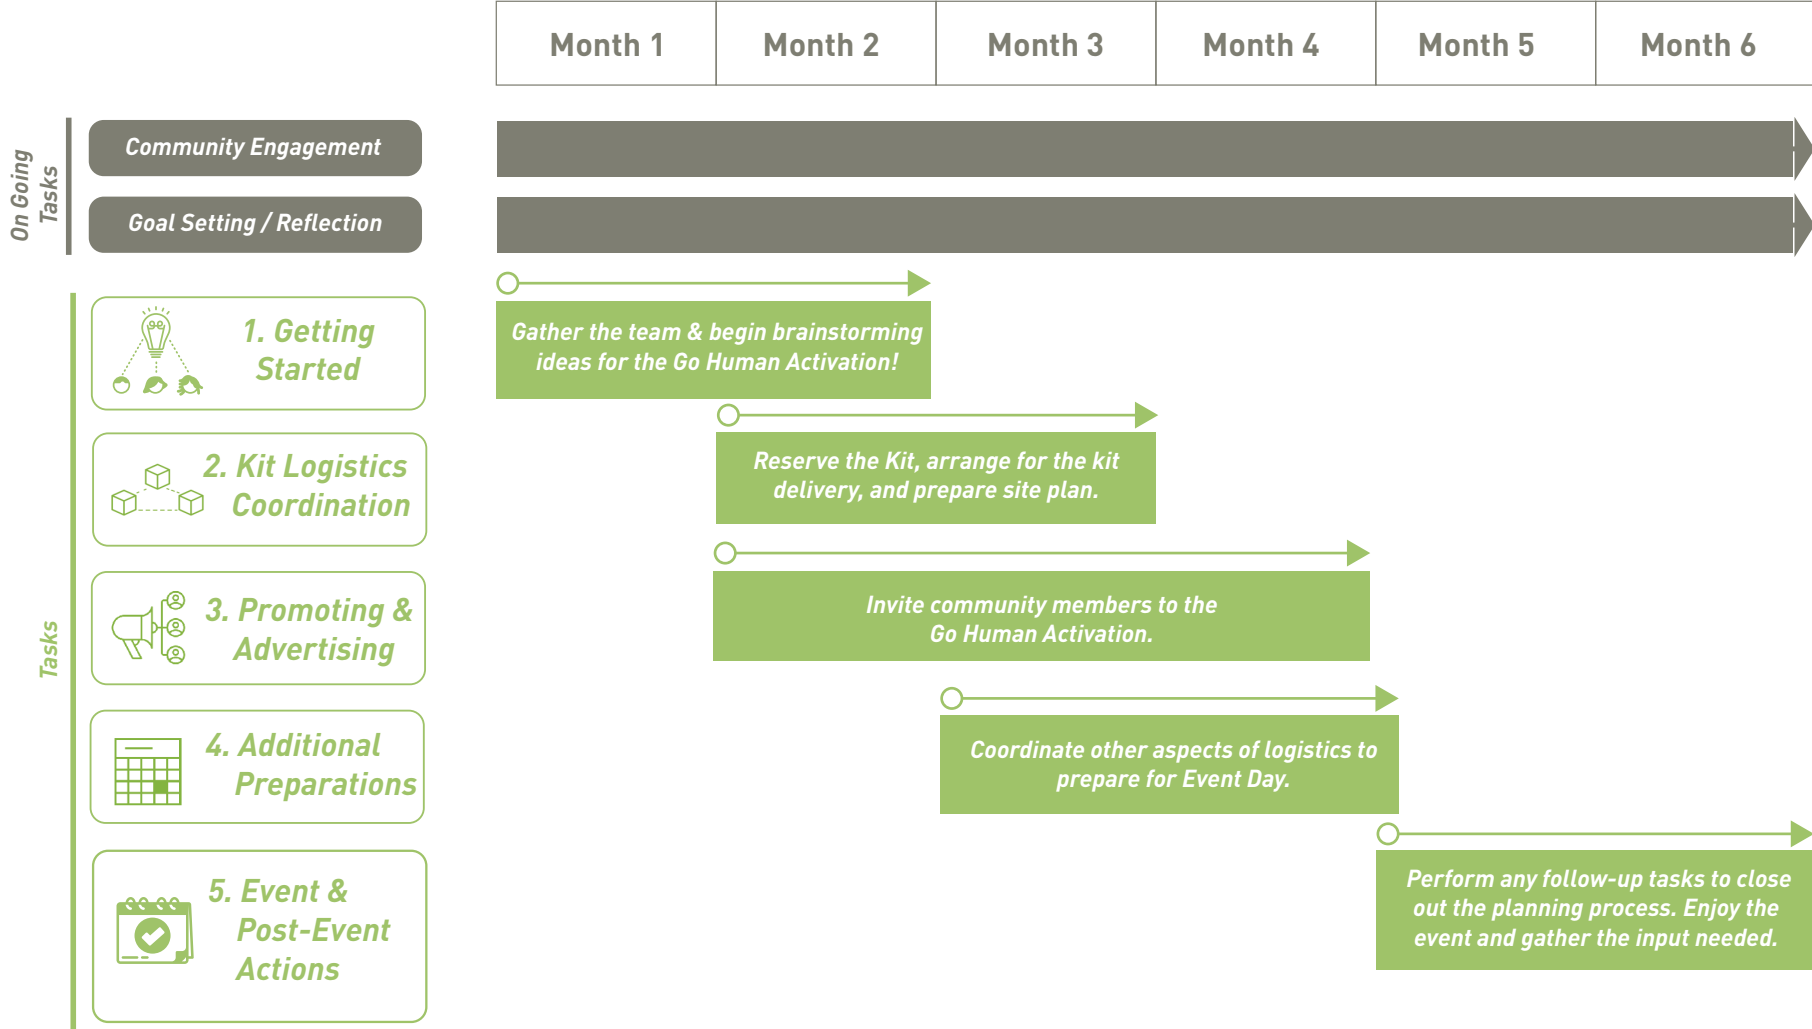 Month 1
Month 2
Month 3
Month 4
Month 5
Month 6
On Going
Tasks
Community Engagement
Goal Setting / Reflection
Tasks
1. Getting
Started
Gather the team & begin brainstorming
ideas for the Go Human Activation!
2. Kit Logistics
Coordination
Reserve the Kit, arrange for the kit
delivery, and prepare site plan.
3. Promoting &
Advertising
Invite community members to the
Go Human Activation.
4. Additional
Preparations
Coordinate other aspects of logistics to
prepare for Event Day.
5. Event &
Post-Event
Actions
Perform any follow-up tasks to close
out the planning process. Enjoy the
event and gather the input needed.